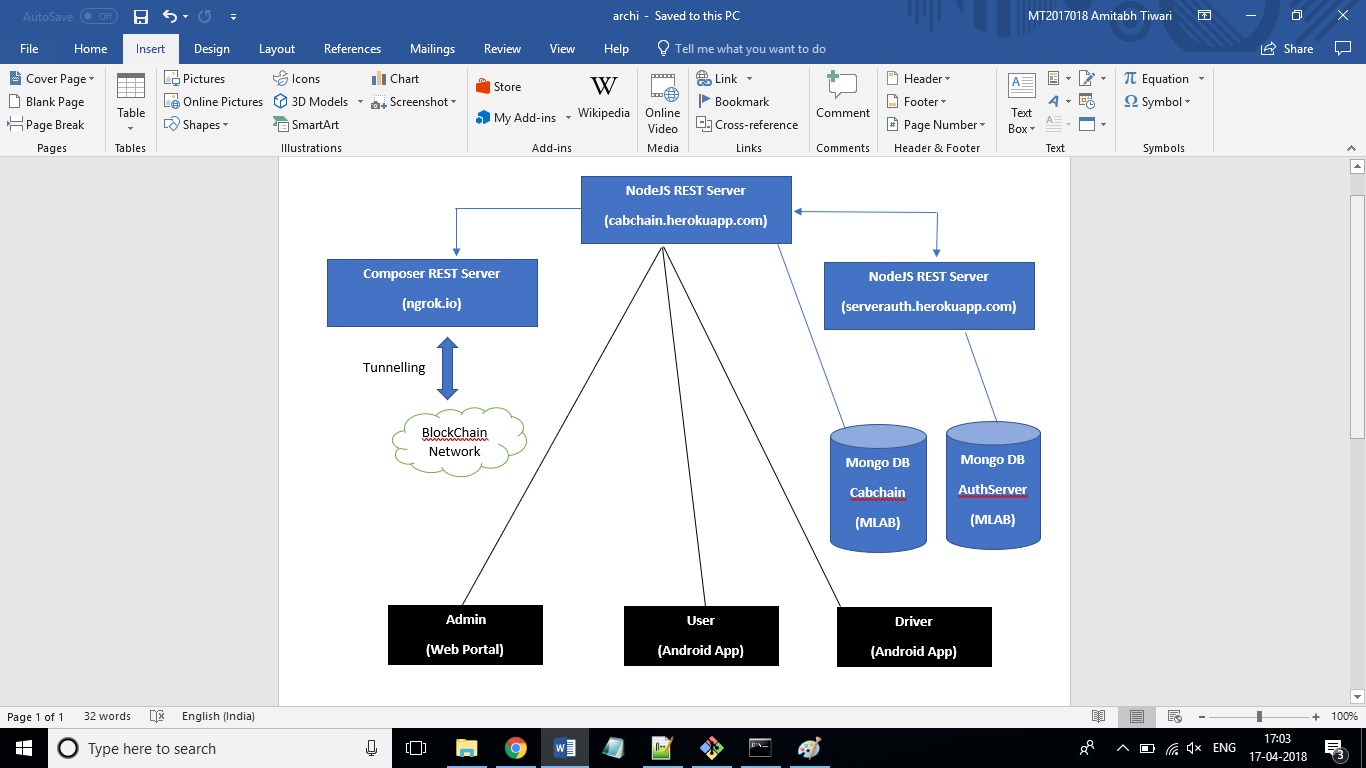 AutoSave Off
archi - Saved to this PC
MT2017018 Amitabh Tiwari
File Home Insert Design Layout References Mailings Review View Help Tell me what you want to do Share
Cover Page
Blank Page
Page Break
Pages
Table
Tables
Pictures
Online Pictures
Shapes
Icons
3D Models
SmartArt
Chart
Screenshot
Illustrations
Store
My Add-ins
W
Wikipedia
Add-ins
Online
Video
Media
Link
Bookmark
Cross-reference
Links
Comment
Comments
Header
Footer
Page Number
Header & Footer
Text
Box
Text
Equation
Symbol
Symbols
NodeJS REST Server
(cabchain.herokuapp.com)
Composer REST Server
(ngrok.io)
NodeJS REST Server
(serverauth.herokuapp.com)
Tunnelling
BlockChain
Network
Mongo DB
Cabchain
(MLAB)
Mongo DB
AuthServer
(MLAB)
Admin
(Web Portal)
User
(Android App)
Driver
(Android App)
Page 1 of 1 32 words English (India) 100%
Type here to search
ENG
17:03
17-04-2018
3